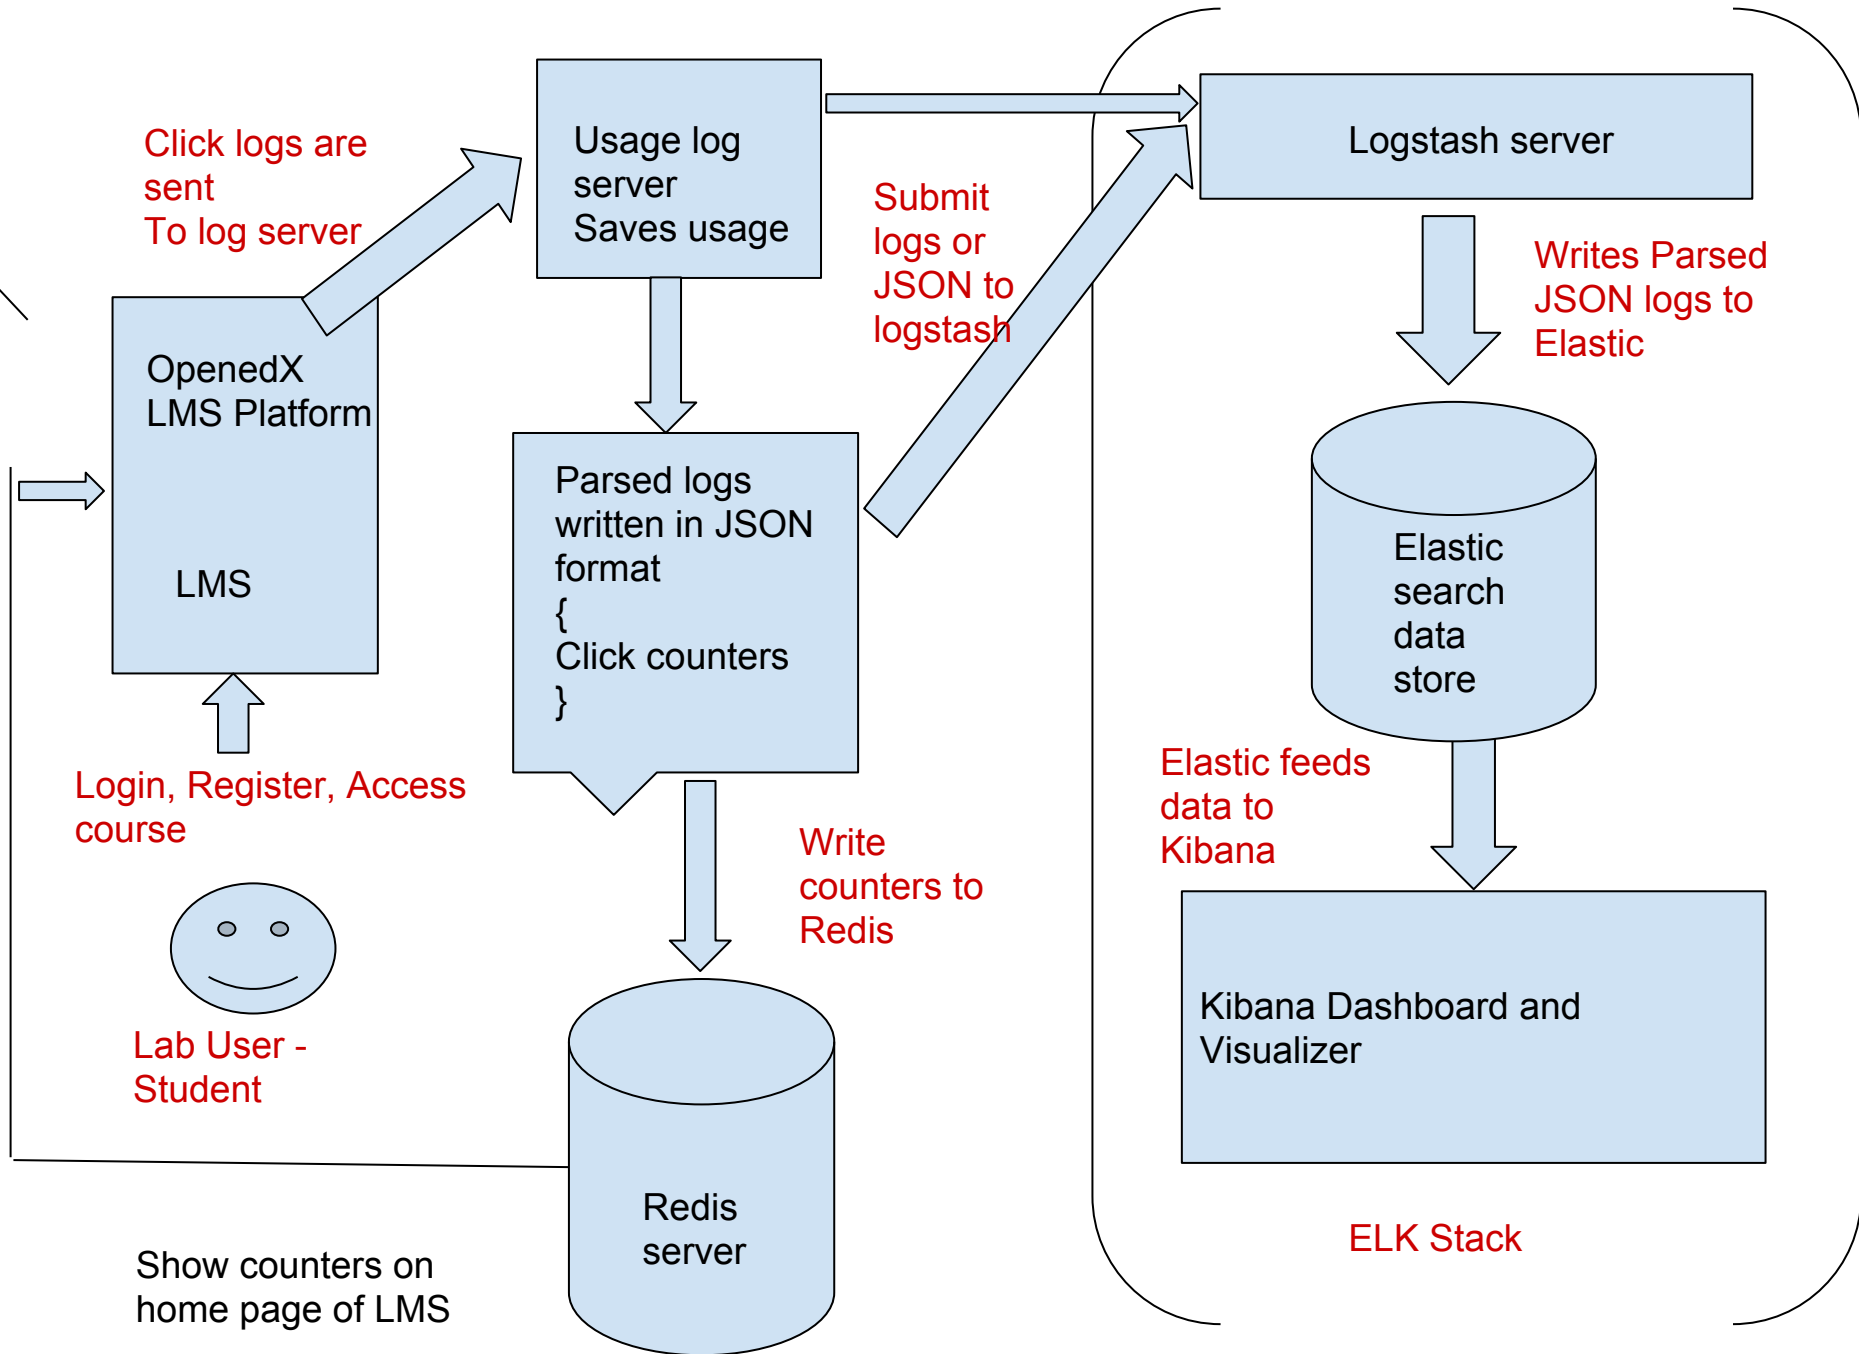 Click logs are
sent
To log server
Usage log
server
Saves usage
Submit
logs or
JSON to
logstash
Logstash server
Writes Parsed
JSON logs to
Elastic
OpenedX
LMS Platform
LMS
Parsed logs
written in JSON
format
{
Click counters
}
Elastic
search
data
store
Login, Register, Access
course
Elastic feeds
data to
Kibana
Write
counters to
Redis
Lab User -
Student
Kibana Dashboard and
Visualizer
Redis
server
ELK Stack
Show counters on
home page of LMS